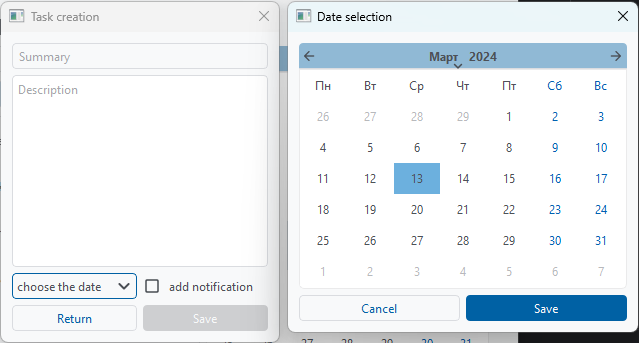 Task creation
Summary
Description
choose the date
add notification
Return
Save
Date selection
Март 2024
Пн Вт Ср Чт Пт Сб Вс
26 27 28 29 1 2 3
4 5 6 7 8 9 10
11 12 13 14 15 16 17
18 19 20 21 22 23 24
25 26 27 28 29 30 31
1 2 3 4 5 6 7
Cancel
Save
27 28 29 30 31